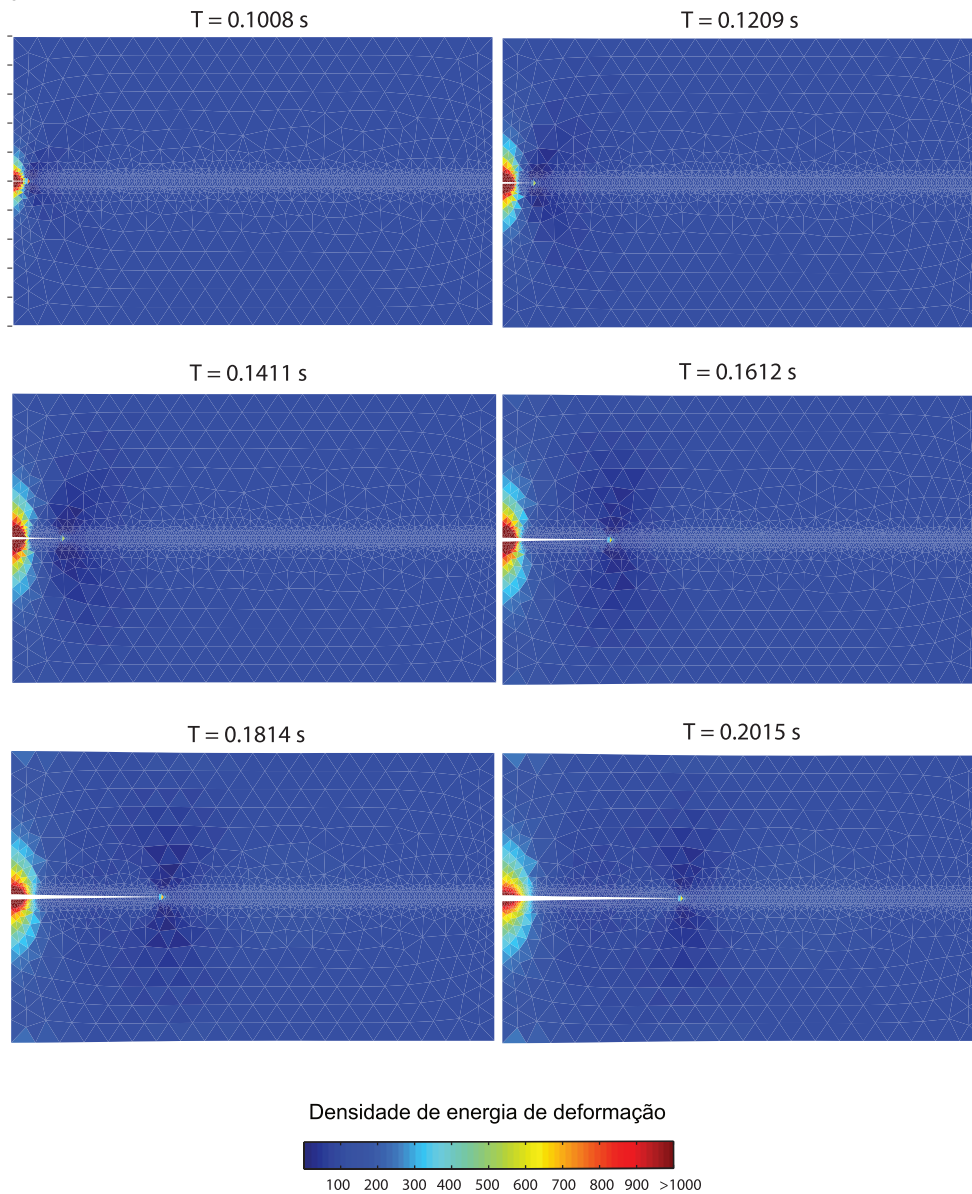 T = 0.1008 s
T = 0.1209 s
T = 0.1411 s
T = 0.1612 s
T = 0.1814 s
T = 0.2015 s
Densidade de energia de deformação
100 200 300 400 500 600 700 800 900 >1000